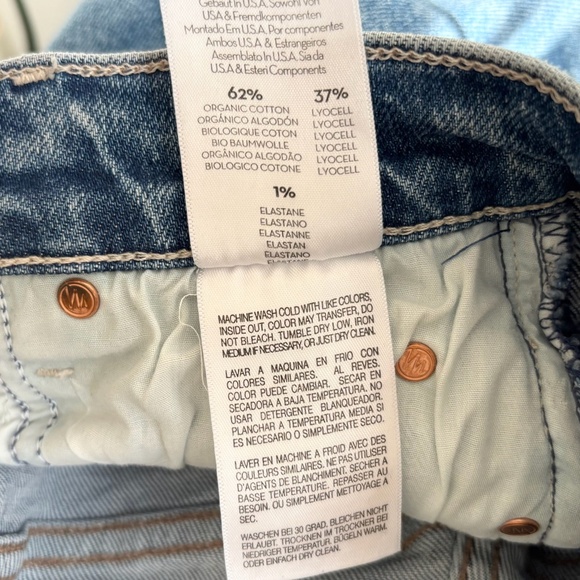 Gebaut in U.S.A. Sowohl von
USA & Fremdkomponenten
Montado Em U.S.A, Por componentes
Ambos U.S.A & Estrangeiros
Assemblato In U.S.A, Sia da
U.S.A & Esteri Components
62%
ORGANIC COTTON
ORGÁNICO ALGODÓN
BIOLOGIQUE COTON
BIO BAUMWOLLE
ORGÂNICO ALGODÃO
BIOLOGICO COTONE
37%
LYOCELL
LYOCELL
LYOCELL
LYOCELL
LYOCELL
LYOCELL
1%
ELASTANE
ELASTANO
ELASTANNE
ELASTAN
ELASTANO
ELASTANE
MACHINE WASH COLD WITH LIKE COLORS,
INSIDE OUT, COLOR MAY TRANSFER, DO
NOT BLEACH. TUMBLE DRY LOW, IRON
MEDIUM IF NECESSARY, OR JUST DRY CLEAN.
LAVAR A MAQUINA EN FRIO CON
COLORES SIMILARES. AL REVES.
COLOR PUEDE CAMBIAR. SECAR EN
SECADORA A BAJA TEMPERATURA. NO
USAR DETERGENTE BLANQUEADOR.
PLANCHAR A TEMPERATURA MEDIA SI
ES NECESARIO O SIMPLEMENTE SECO.
LAVER EN MACHINE A FROID AVEC DES
COULEURS SIMILAIRES. NE PAS UTILISER
D'AGENTS DE BLANCHIMENT. SECHER A
BASSE TEMPERATURE. REPASSER AU
BESOIN. OU SIMPLEMENT METTOYAGE A
SEC.
WASCHEN BEI 30 GRAD. BLEICHEN NICHT
ERLAUBT. TROCKNEN IM TROCKNER BEI
NIEDRIGER TEMPERATUR. BÜGELN WARM,
ODER EINFACH DRY CLEAN.